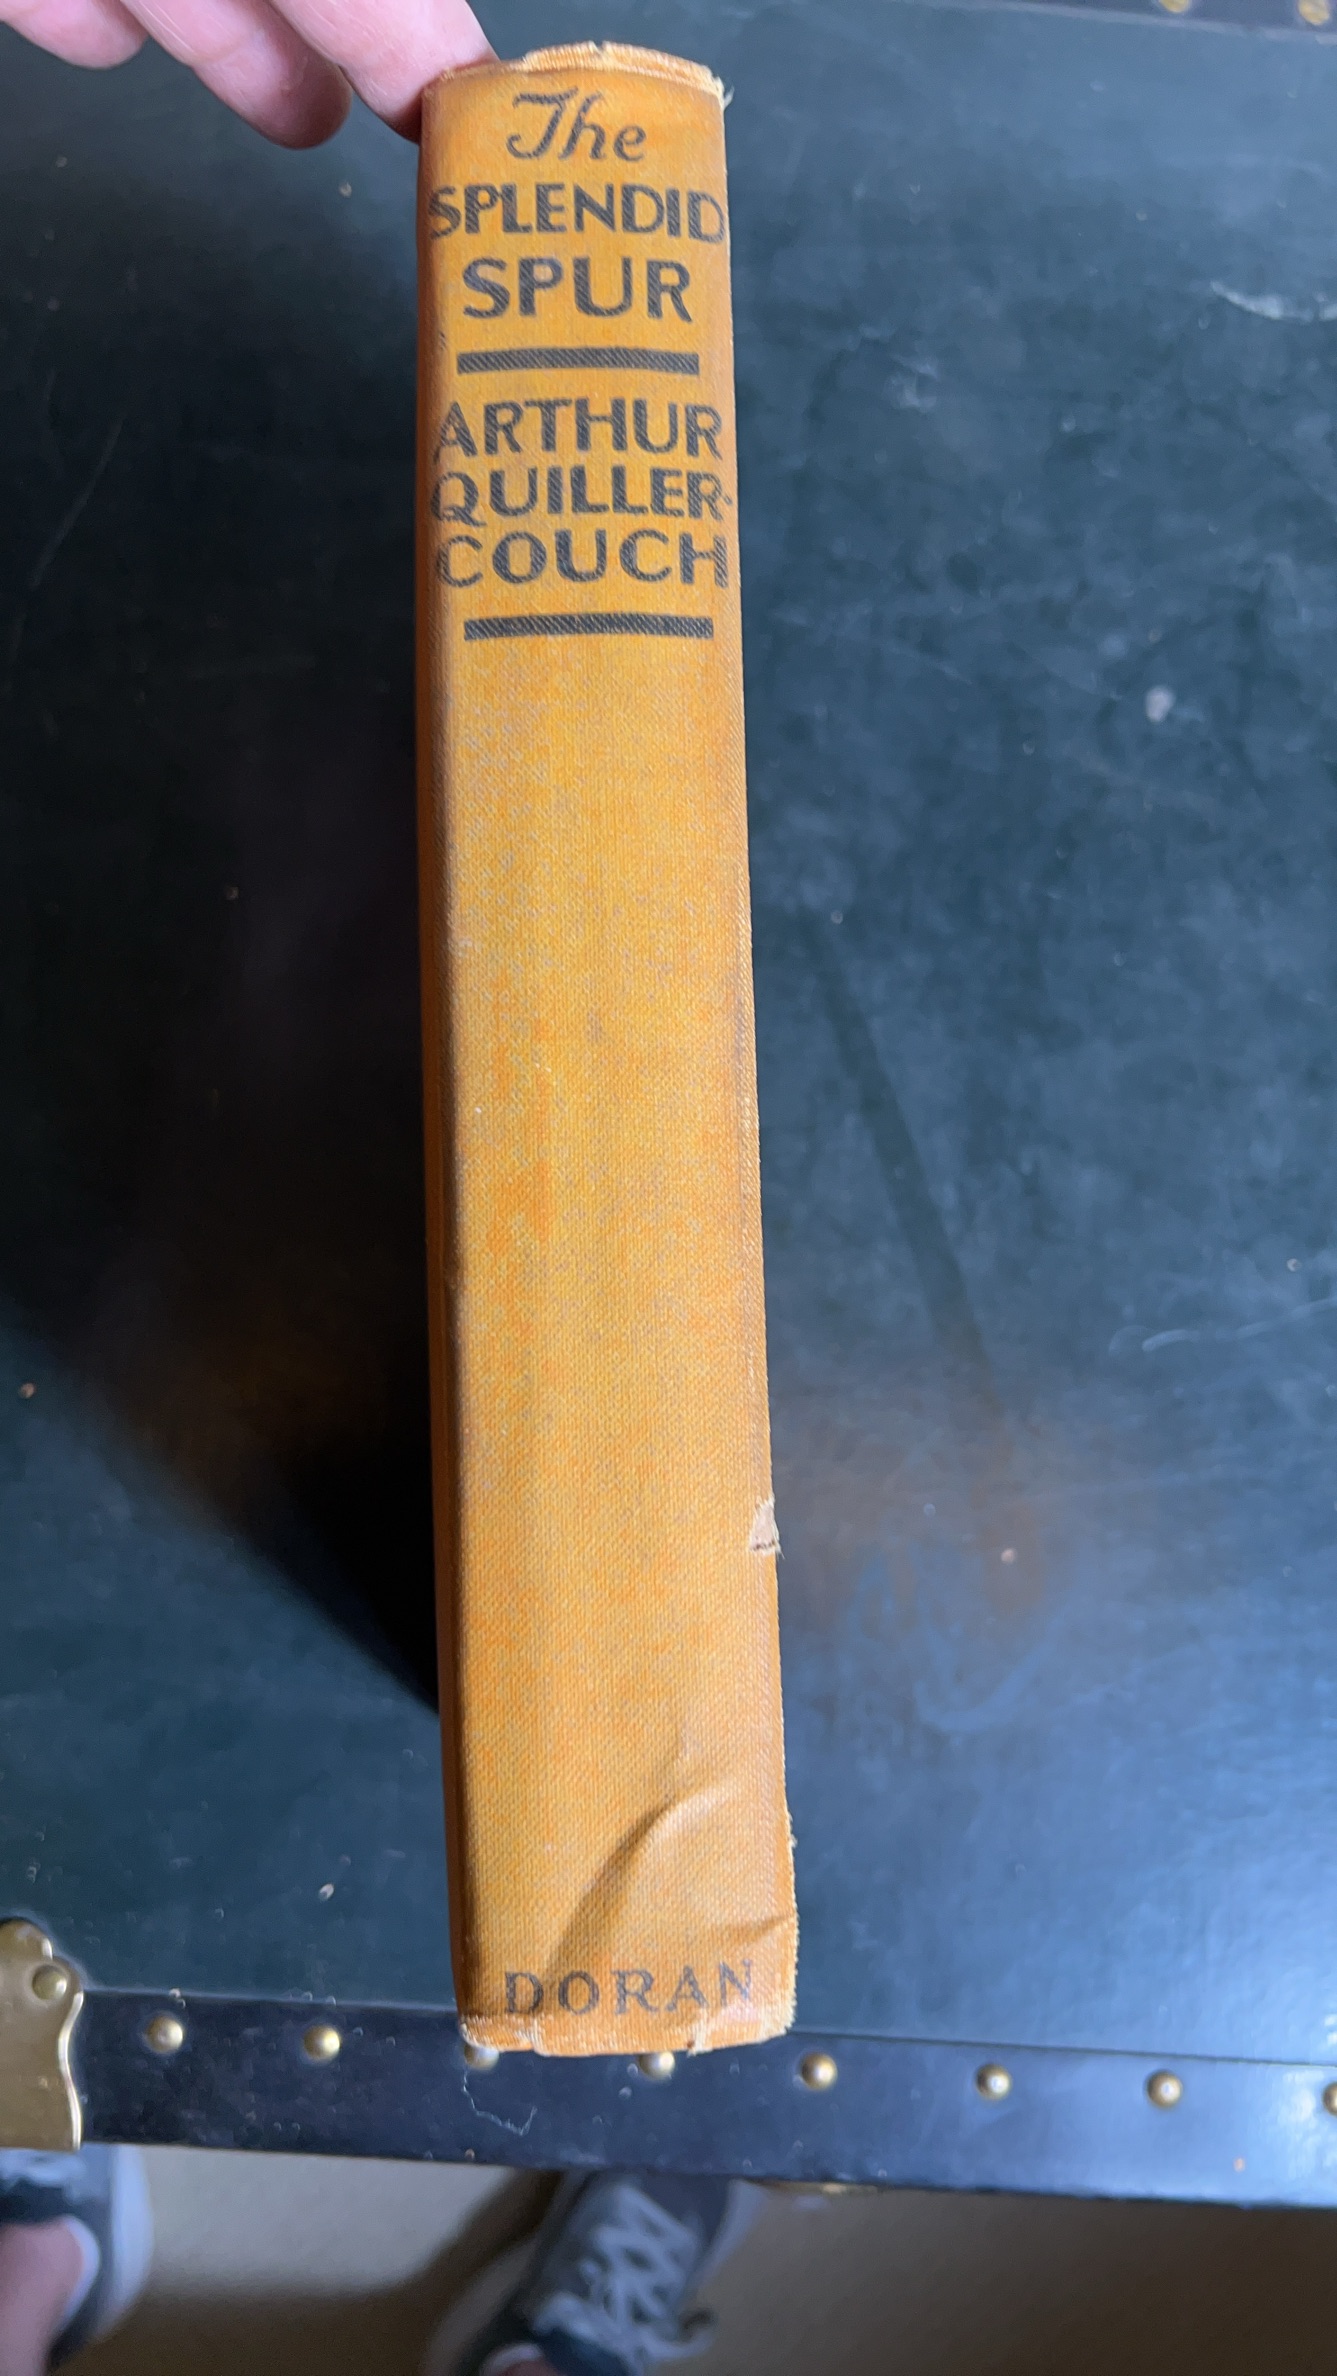 The
SPLENDID
SPUR
ARTHUR
QUILLER-
COUCH
DORAN